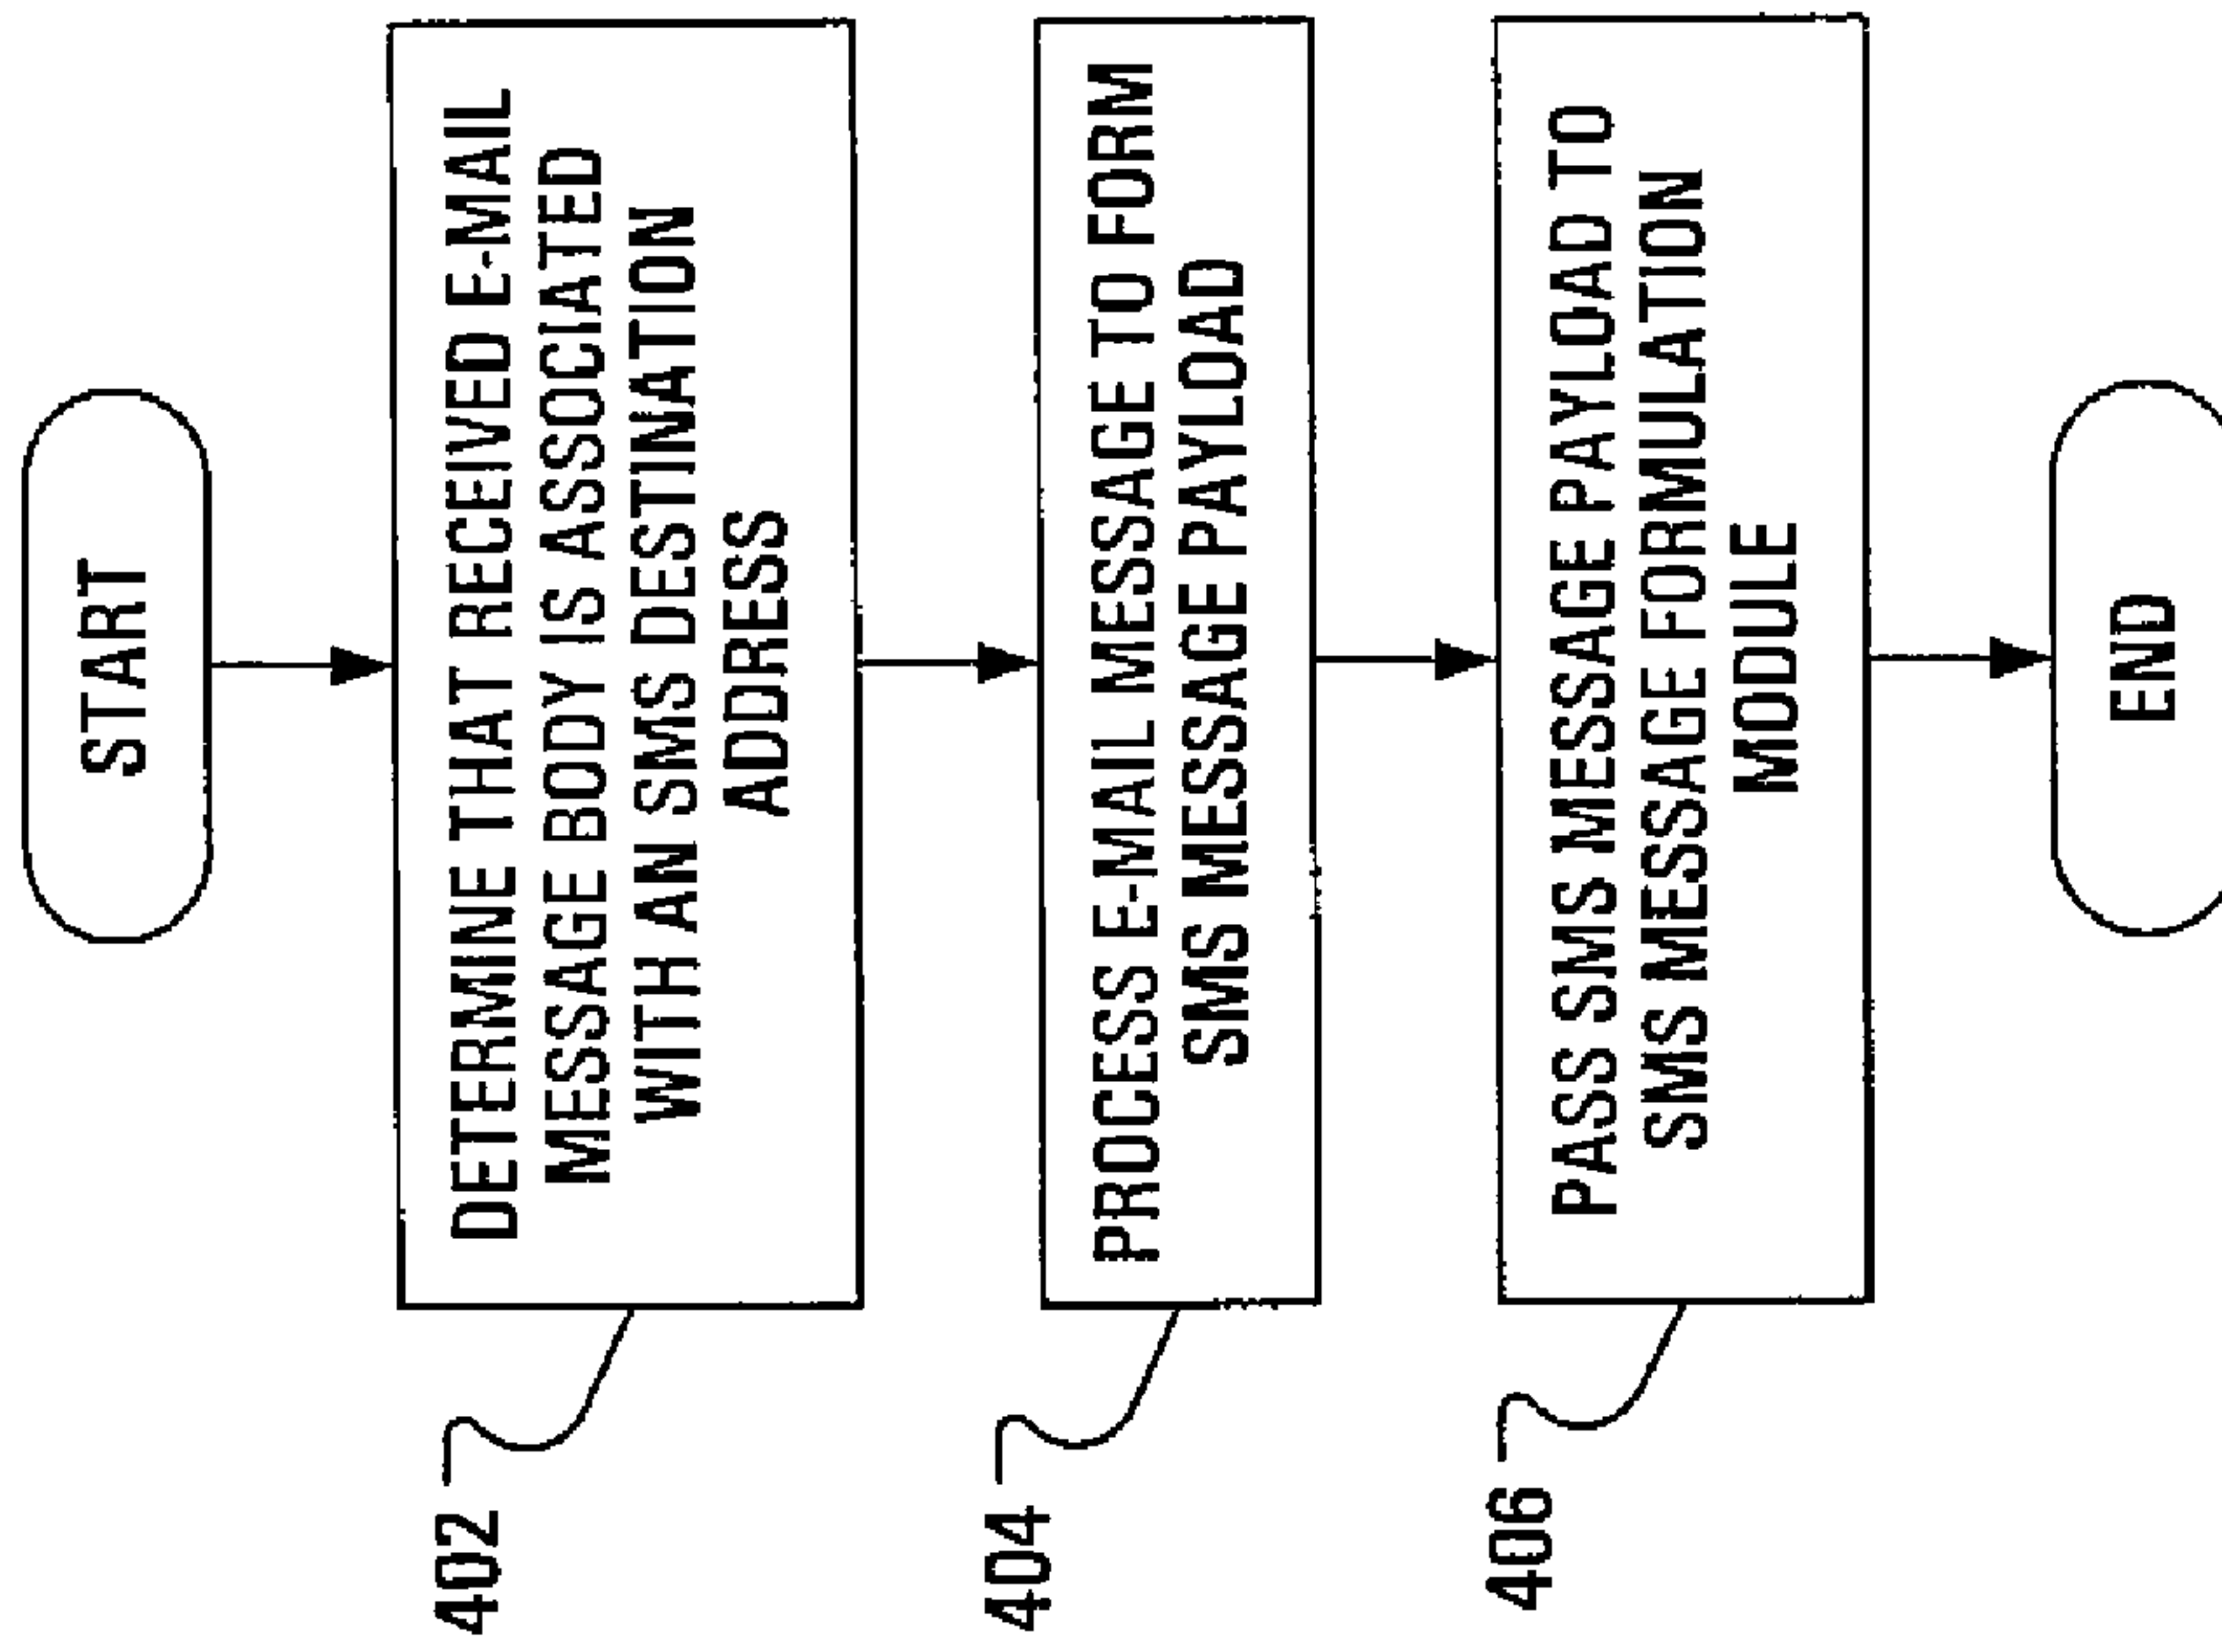 START
402
DETERMINE THAT RECEIVED E-MAIL
MESSAGE BODY IS ASSOCIATED
WITH AN SMS DESTINATION
ADDRESS
404
PROCESS E-MAIL MESSAGE TO FORM
SMS MESSAGE PAYLOAD
406
PASS SMS MESSAGE PAYLOAD TO
SMS MESSAGE FORMULATION
MODULE
END